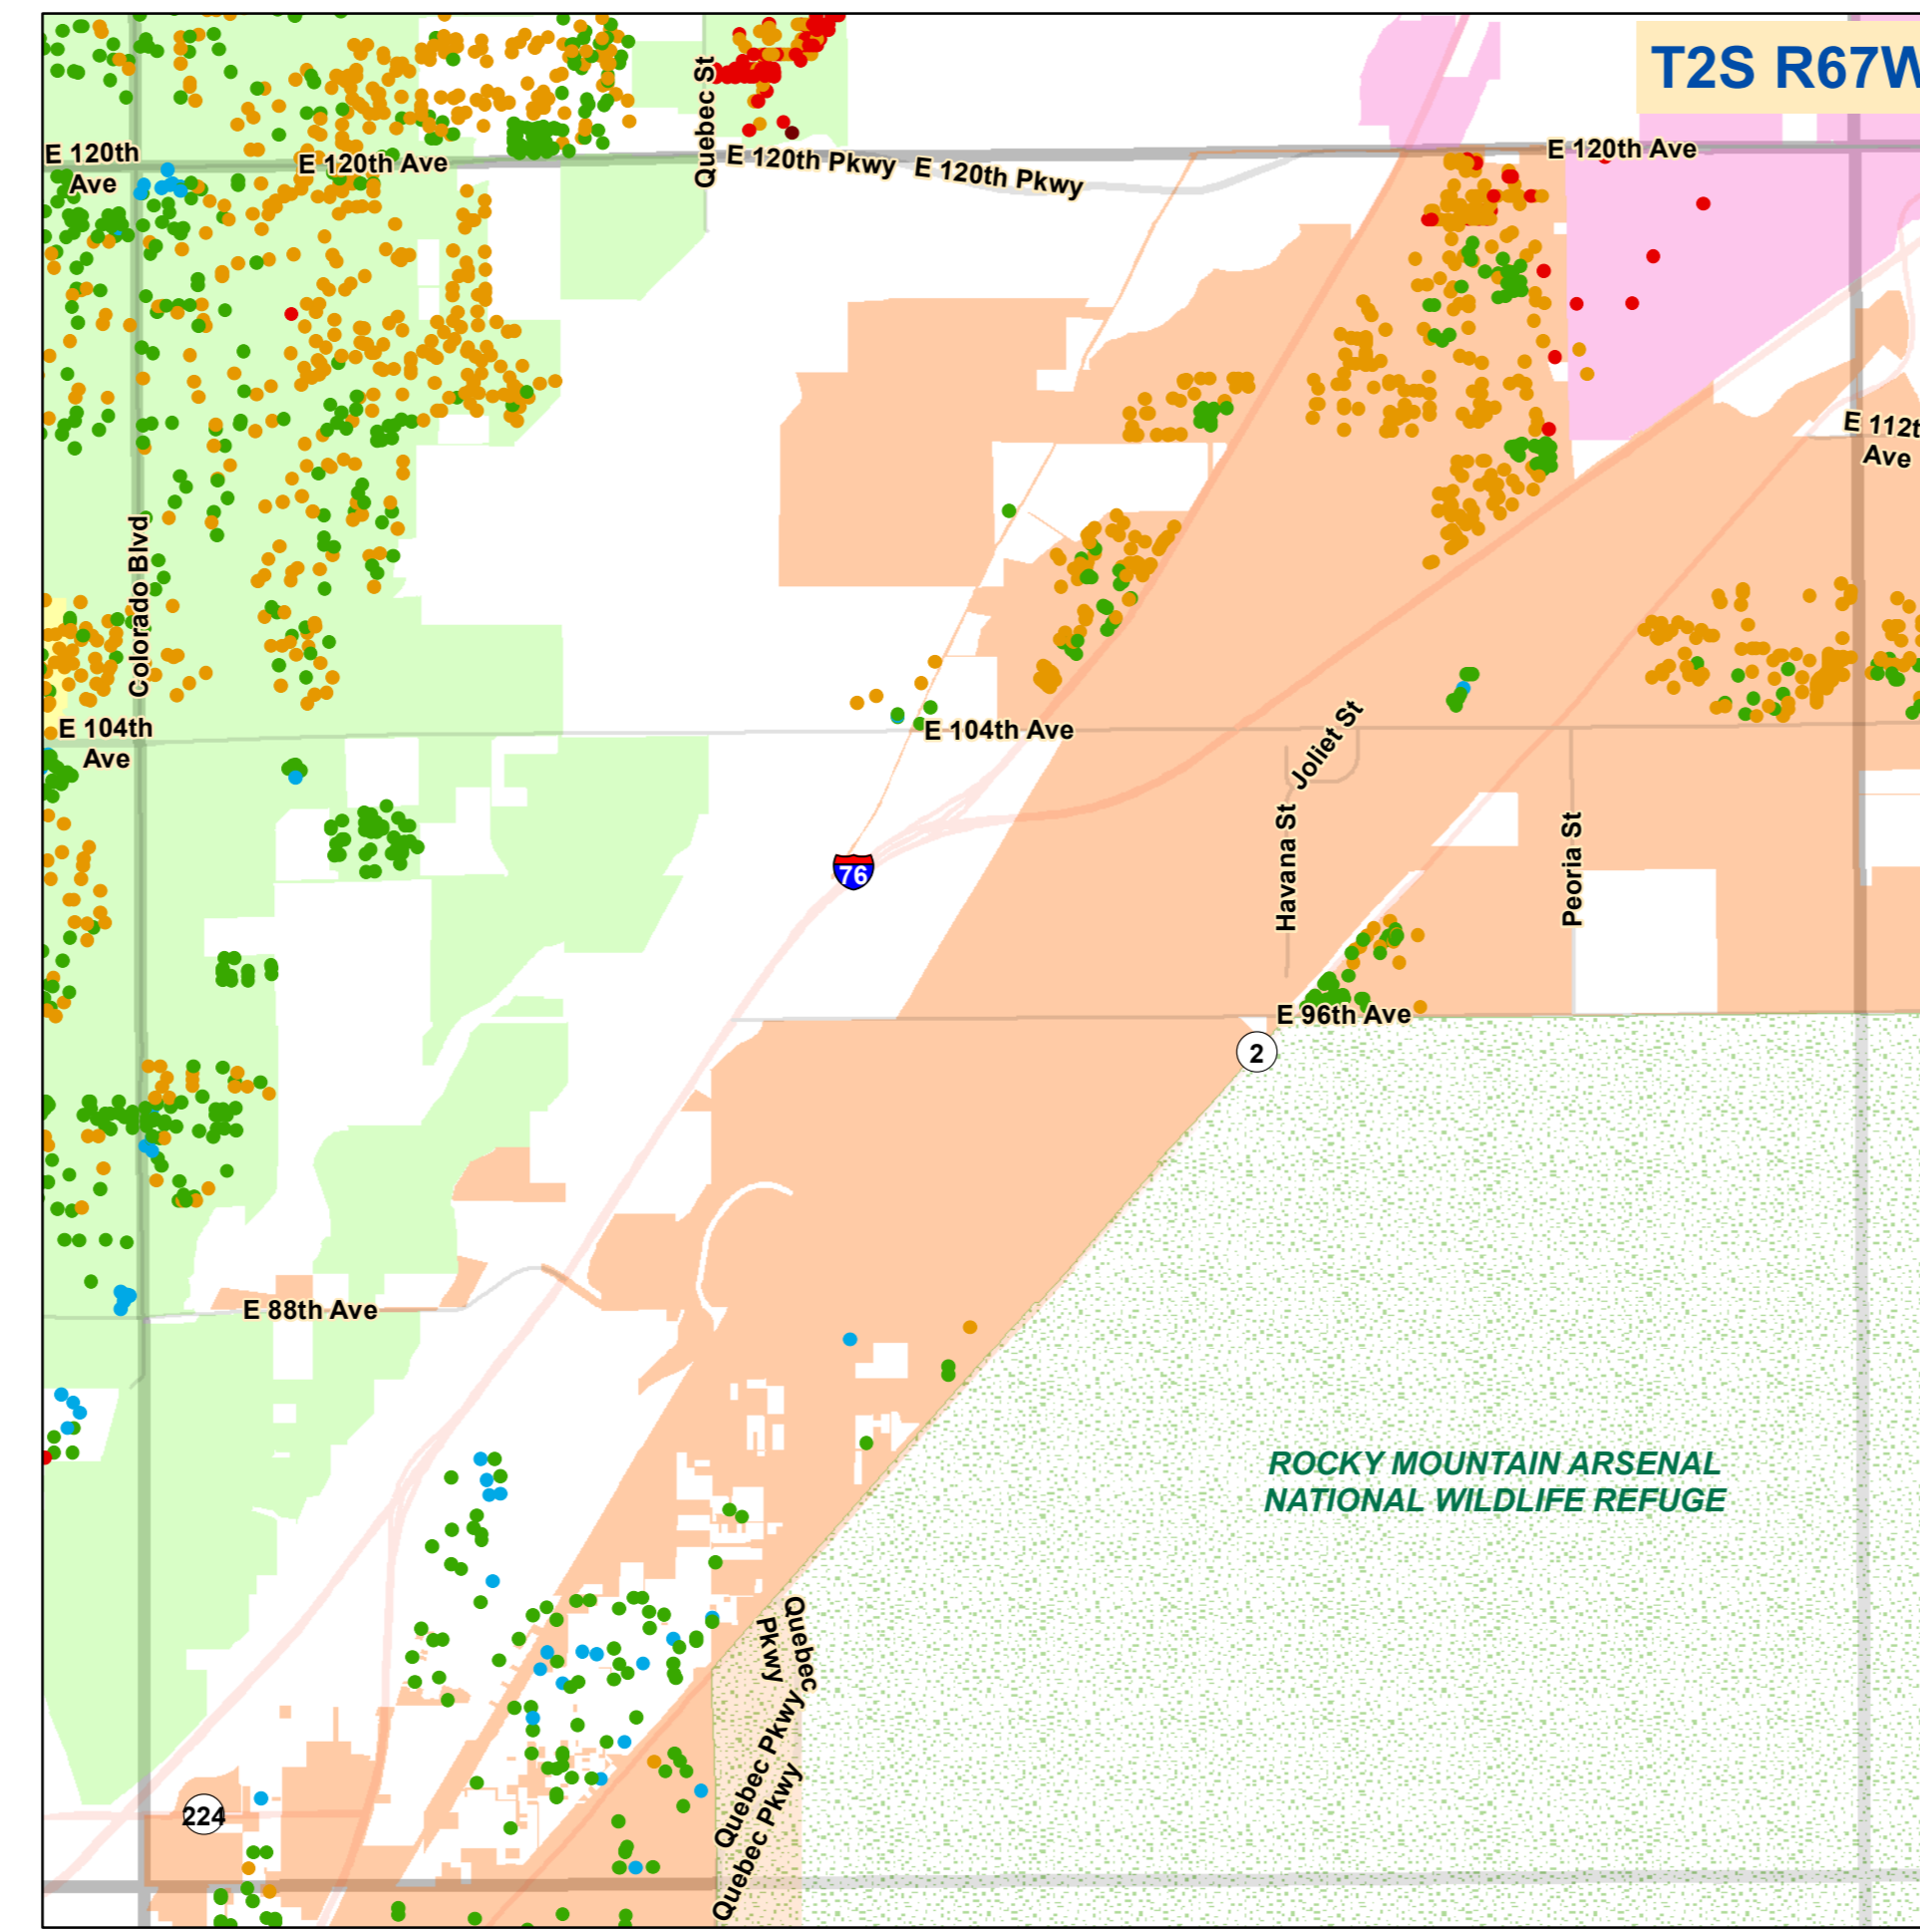 T2S R67W
Quebec St
E 120th
Ave
E 120th Ave
E 120th Pkwy
E 120th Pkwy
E 120th Ave
E 112t
Ave
Colorado Blvd
E 104th
Ave
E 104th Ave
Joliet St
Havana St
Peoria St
76
E 96th Ave
2
E 88th Ave
ROCKY MOUNTAIN ARSENAL
NATIONAL WILDLIFE REFUGE
Quebec
Pkwy
Quebec Pkwy
Quebec Pkwy
224